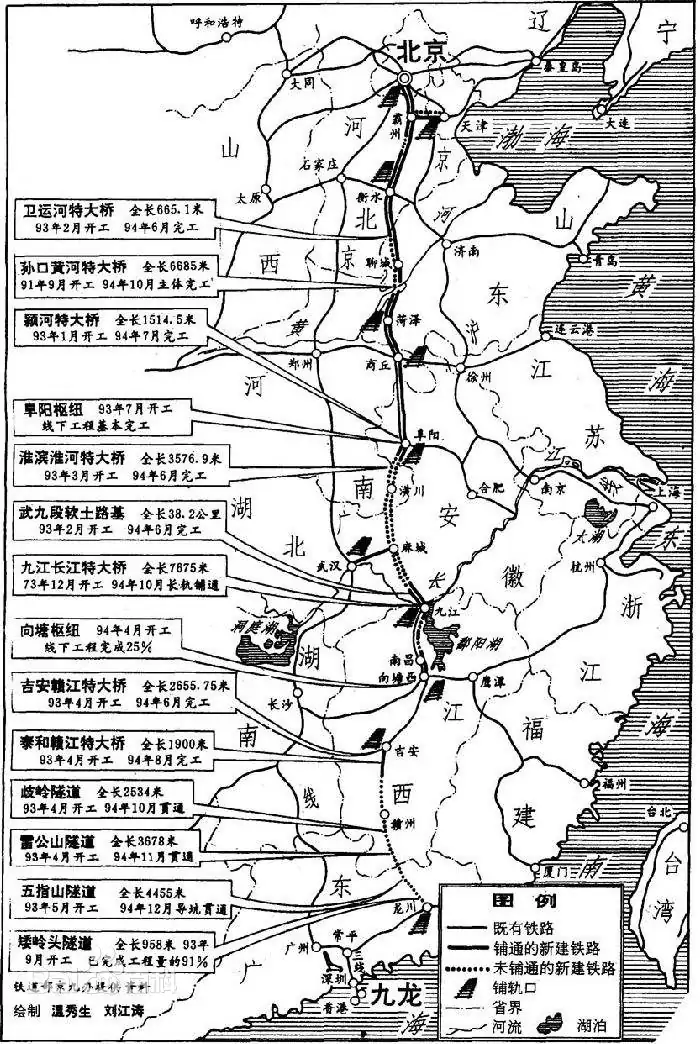 呼和浩特
辽
宁
北京
秦皇岛
大同
大连
河
霸州
天津
渤海
山
京
石家庄
太原
衡水
山
卫运河特大桥 全长665.1米
93年2月开工 94年6月完工
北
河
济南
青岛
聊城
孙口黄河特大桥 全长6685米
91年9月开工 94年10月主体完工
西
京
东
黄
颍河特大桥 全长1514.5米
93年1月开工 94年7月完工
黄
菏泽
连云港
郑州
商丘
徐州
海
河
江
阜阳枢纽 93年7月开工
线下工程基本完工
阜阳
苏
淮滨淮河特大桥 全长3576.9米
93年3月开工 94年6月完工
南
潢川
安
合肥
南京
江
上海
武九段软土路基 全长38.2公里
93年2月开工 94年6月完工
湖
太湖
东
北
麻城
徽
杭州
九江长江特大桥 全长7675米
73年12月开工 94年10月长轨铺通
武汉
长
九江
浙
洞庭湖
鄱阳湖
向塘枢纽 94年4月开工
线下工程完成25%
湖
南昌
向塘西
鹰潭
江
吉安赣江特大桥 全长2655.75米
93年4月开工 94年6月完工
长沙
江
福
海
南
泰和赣江特大桥 全长1900米
93年4月开工 94年8月完工
吉安
歧岭隧道 全长2534米
93年4月开工 94年10月贯通
线
西
福州
赣州
建
台北
雷公山隧道 全长3678米
93年4月开工 94年11月贯通
台
湾
厦门
南
五指山隧道 全长4455米
93年5月开工 94年12月导坑贯通
东
龙川
矮岭头隧道 全长958米 93年
9月开工 已完成工程量的91%
广
广州
常平
三线
深圳
九龙
香港
海
图例
既有铁路
铺通的新建铁路
未铺通的新建铁路
铺轨口
省界
河流 湖泊
铁道部京九办提供资料
绘制 温秀生 刘江涛